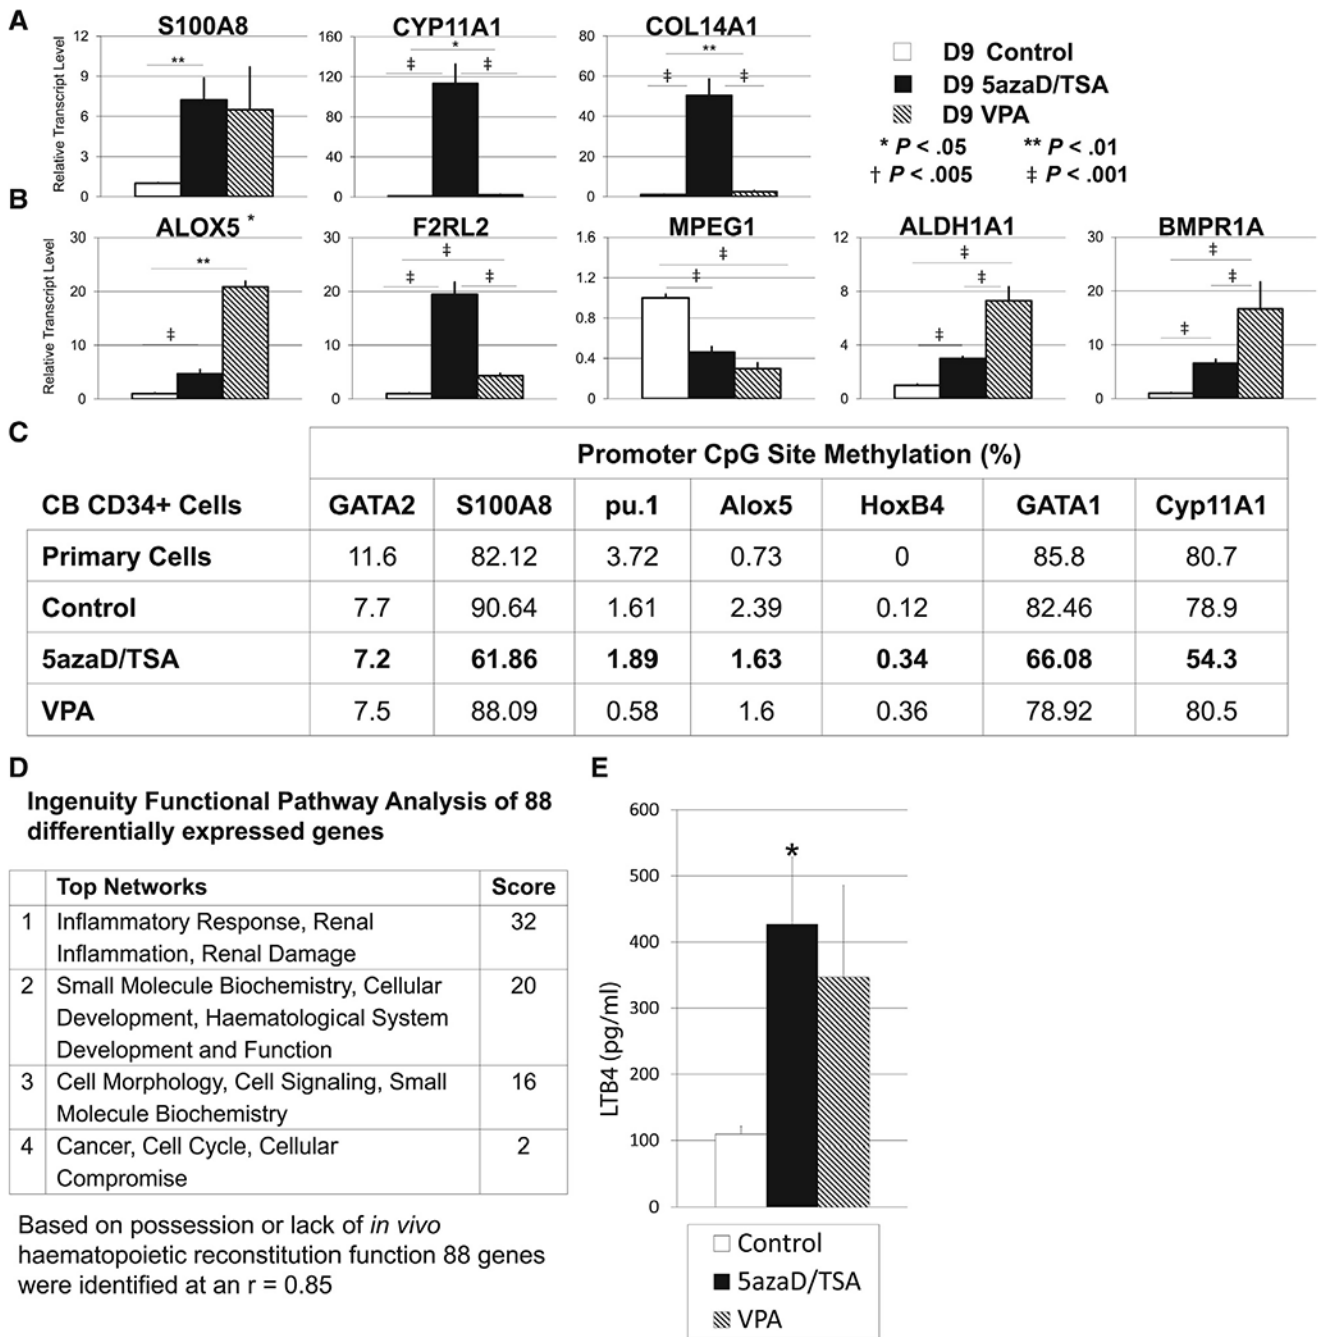 A
S100A8
CYP11A1
COL14A1
Relative Transcript Level
12
9
6
3
0
**
160
120
80
40
0
*
‡ ‡
80
60
40
20
0
**
‡ ‡
D9 Control
D9 5azaD/TSA
D9 VPA
* P < .05 ** P < .01
† P < .005 ‡ P < .001
B
ALOX5 *
F2RL2
MPEG1
ALDH1A1
BMPR1A
Relative Transcript Level
30
20
10
0
**
‡
30
20
10
0
‡
‡ ‡
1.6
1.2
0.8
0.4
0
‡
‡
12
8
4
0
‡
‡
‡
30
20
10
0
‡
‡
‡
C
Promoter CpG Site Methylation (%)
CB CD34+ Cells GATA2 S100A8 pu.1 Alox5 HoxB4 GATA1 Cyp11A1
Primary Cells 11.6 82.12 3.72 0.73 0 85.8 80.7
Control 7.7 90.64 1.61 2.39 0.12 82.46 78.9
5azaD/TSA 7.2 61.86 1.89 1.63 0.34 66.08 54.3
VPA 7.5 88.09 0.58 1.6 0.36 78.92 80.5
D
Ingenuity Functional Pathway Analysis of 88
differentially expressed genes
Top Networks Score
1 Inflammatory Response, Renal 32
Inflammation, Renal Damage
2 Small Molecule Biochemistry, Cellular 20
Development, Haematological System
Development and Function
3 Cell Morphology, Cell Signaling, Small 16
Molecule Biochemistry
4 Cancer, Cell Cycle, Cellular 2
Compromise
Based on possession or lack of in vivo
haematopoietic reconstitution function 88 genes
were identified at an r = 0.85
E
LTB4 (pg/ml)
600
500
400
300
200
100
0
*
Control
5azaD/TSA
VPA